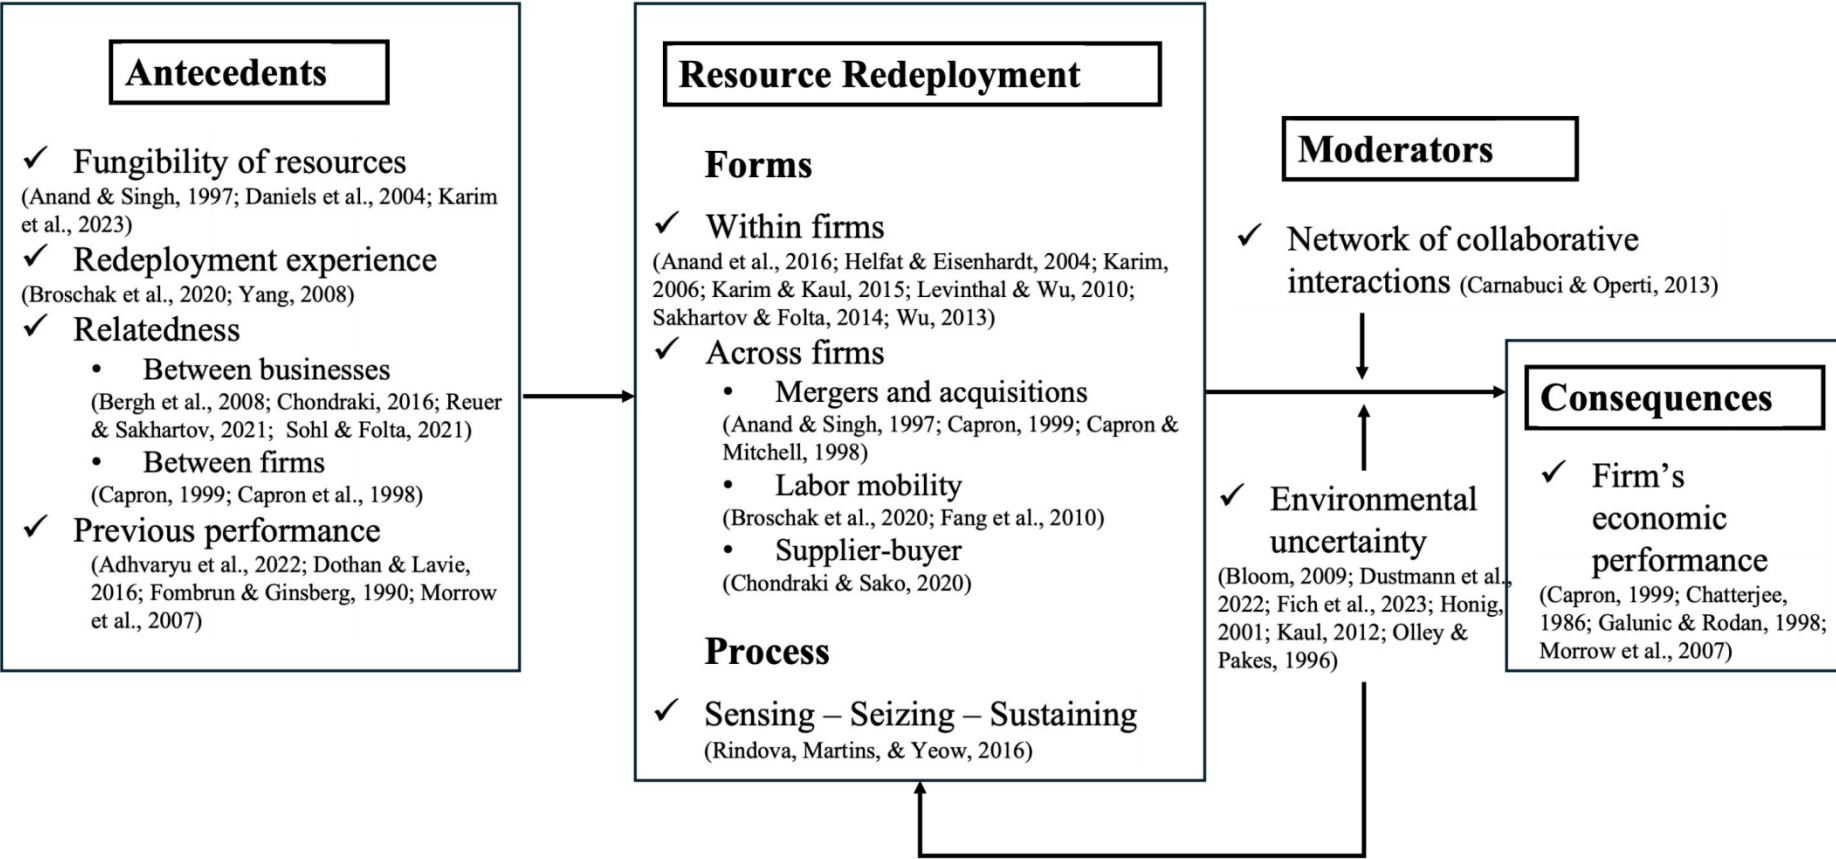 Antecedents
✓ Fungibility of resources
(Anand & Singh, 1997; Daniels et al., 2004; Karim
et al., 2023)
✓ Redeployment experience
(Broschak et al., 2020; Yang, 2008)
✓ Relatedness
• Between businesses
(Bergh et al., 2008; Chondraki, 2016; Reuer
& Sakhartov, 2021; Sohl & Folta, 2021)
• Between firms
(Capron, 1999; Capron et al., 1998)
✓ Previous performance
(Adhvaryu et al., 2022; Dothan & Lavie,
2016; Fombrun & Ginsberg, 1990; Morrow
et al., 2007)
Resource Redeployment
Forms
✓ Within firms
(Anand et al., 2016; Helfat & Eisenhardt, 2004; Karim,
2006; Karim & Kaul, 2015; Levinthal & Wu, 2010;
Sakhartov & Folta, 2014; Wu, 2013)
✓ Across firms
• Mergers and acquisitions
(Anand & Singh, 1997; Capron, 1999; Capron &
Mitchell, 1998)
• Labor mobility
(Broschak et al., 2020; Fang et al., 2010)
• Supplier-buyer
(Chondraki & Sako, 2020)
Process
✓ Sensing – Seizing – Sustaining
(Rindova, Martins, & Yeow, 2016)
Moderators
✓ Network of collaborative
interactions (Carnabuci & Operti, 2013)
✓ Environmental
uncertainty
(Bloom, 2009; Dustmann et al.,
2022; Fich et al., 2023; Honig,
2001; Kaul, 2012; Olley &
Pakes, 1996)
Consequences
✓ Firm’s
economic
performance
(Capron, 1999; Chatterjee,
1986; Galunic & Rodan, 1998;
Morrow et al., 2007)